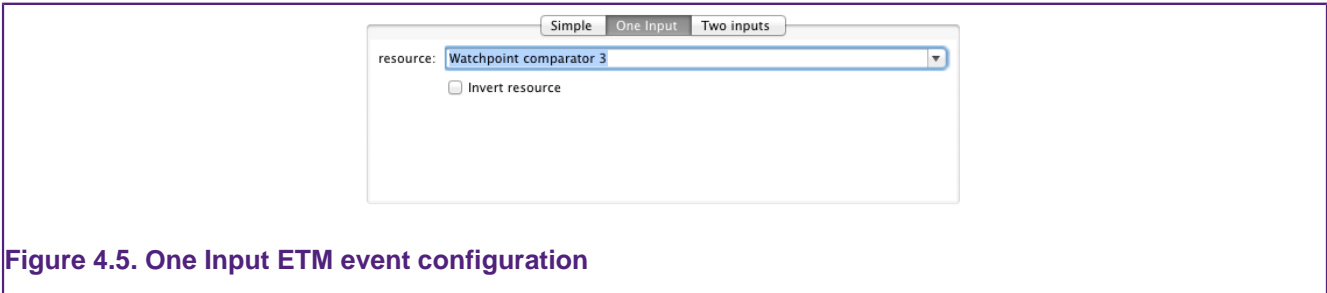 Simple One Input Two inputs
resource: Watchpoint comparator 3
Invert resource
Figure 4.5. One Input ETM event configuration